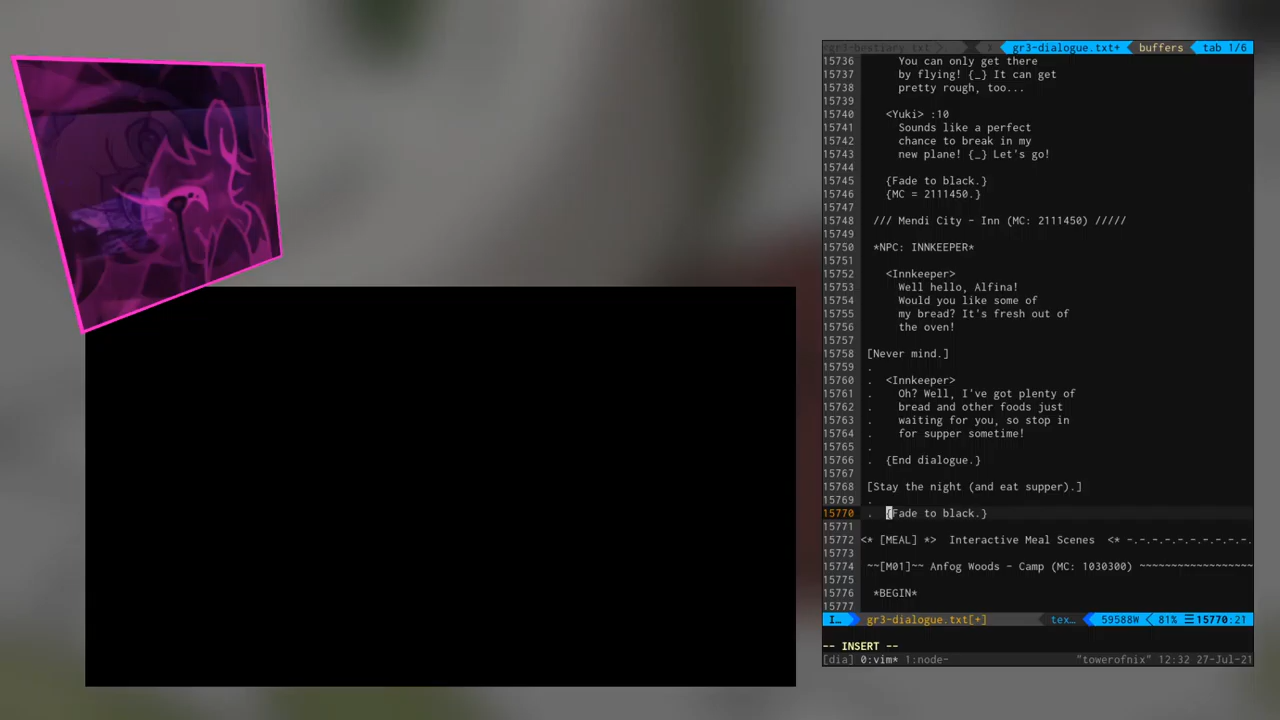 gr3-bestiary.txt gr3-dialogue.txt+ buffers tab 1/6
15736 You can only get there
15737 by flying! {_} It can get
15738 pretty rough, too...
15739
15740 <Yuki> :10
15741 Sounds like a perfect
15742 chance to break in my
15743 new plane! {_} Let's go!
15744
15745 {Fade to black.}
15746 {MC = 2111450.}
15747
15748 /// Mendi City - Inn (MC: 2111450) /////
15749
15750 *NPC: INNKEEPER*
15751
15752 <Innkeeper>
15753 Well hello, Alfina!
15754 Would you like some of
15755 my bread? It's fresh out of
15756 the oven!
15757
15758 [Never mind.]
15759 .
15760 . <Innkeeper>
15761 . Oh? Well, I've got plenty of
15762 . bread and other foods just
15763 . waiting for you, so stop in
15764 . for supper sometime!
15765 .
15766 . {End dialogue.}
15767
15768 [Stay the night (and eat supper).]
15769 .
15770 . {Fade to black.}
15771
15772 <* [MEAL] *> Interactive Meal Scenes <* -.-.-.-.-.-.-.-.-.-.
15773
15774 ~~[M01]~~ Anfog Woods - Camp (MC: 1030300) ~~~~~~~~~~~~~~~~~~
15775
15776 *BEGIN*
15777
I… gr3-dialogue.txt[+] tex… 59588W 81% ☰15770:21
-- INSERT --
[dia] 0:vim* 1:node- "towerofnix" 12:32 27-Jul-21